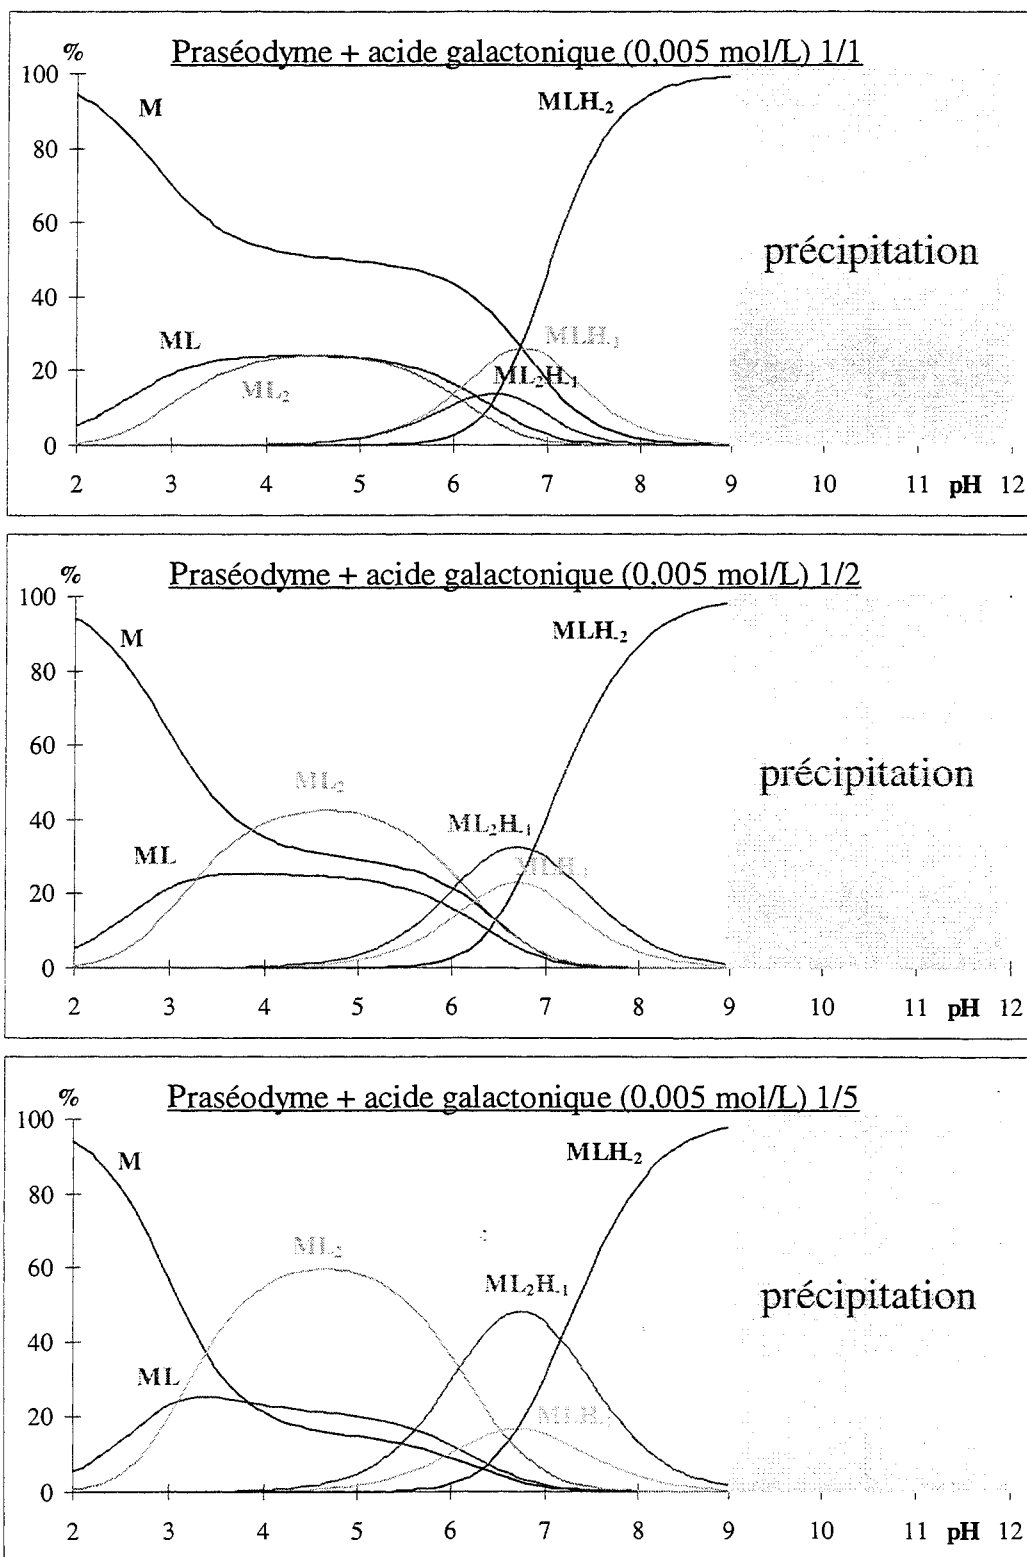 Praséodyme + acide galactonique (0,005 mol/L) 1/1
%
100
80
60
40
20
0
M
MLH-2
ML
ML2
MLH-1
ML2H-1
précipitation
2 3 4 5 6 7 8 9 10 11 pH 12
Praséodyme + acide galactonique (0,005 mol/L) 1/2
%
100
80
60
40
20
0
M
MLH-2
ML2
ML2H-1
ML
MLH-1
précipitation
2 3 4 5 6 7 8 9 10 11 pH 12
Praséodyme + acide galactonique (0,005 mol/L) 1/5
%
100
80
60
40
20
0
M
MLH-2
ML2
ML2H-1
ML
MLH-1
précipitation
2 3 4 5 6 7 8 9 10 11 pH 12